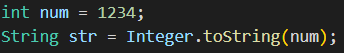 int num = 1234;
String str = Integer.toString(num);